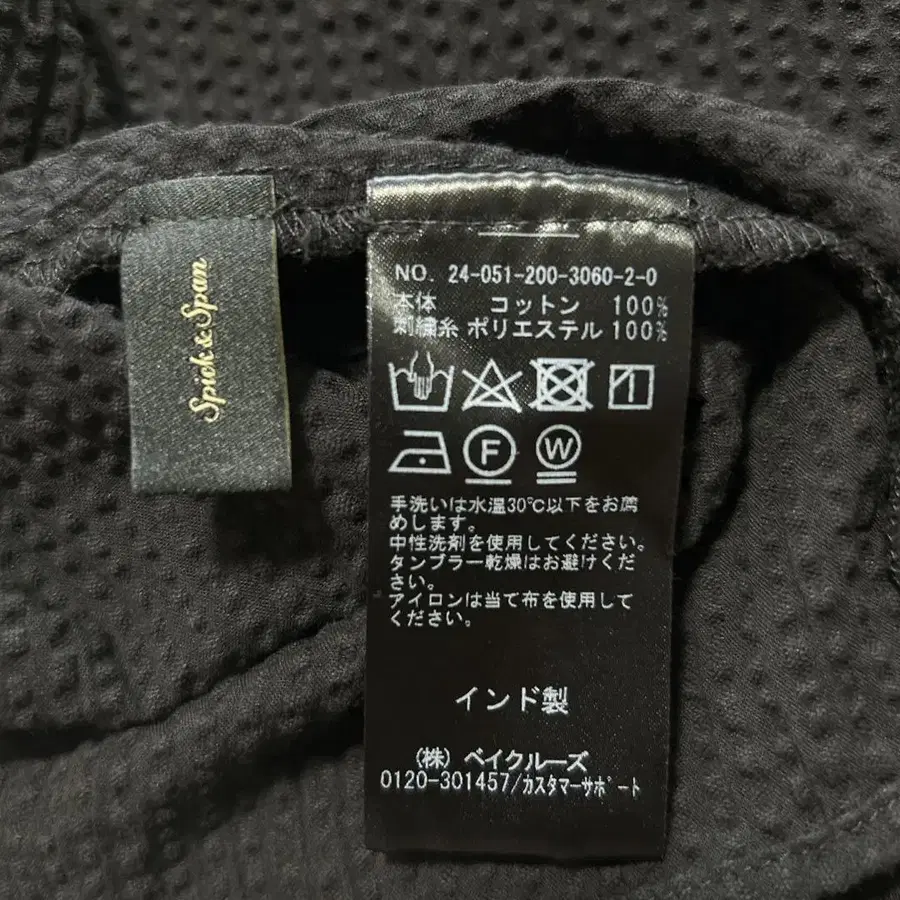 Spick&Span
NO. 24-051-200-3060-2-0
本体 コットン 100%
刺繍糸 ポリエステル 100%
F W
手洗いは水温30℃以下をお薦
めします。
中性洗剤を使用してください。
タンブラー乾燥はお避けくだ
さい。
アイロンは当て布を使用して
ください。
インド製
(株) ベイクルーズ
0120-301457/カスタマーサポート